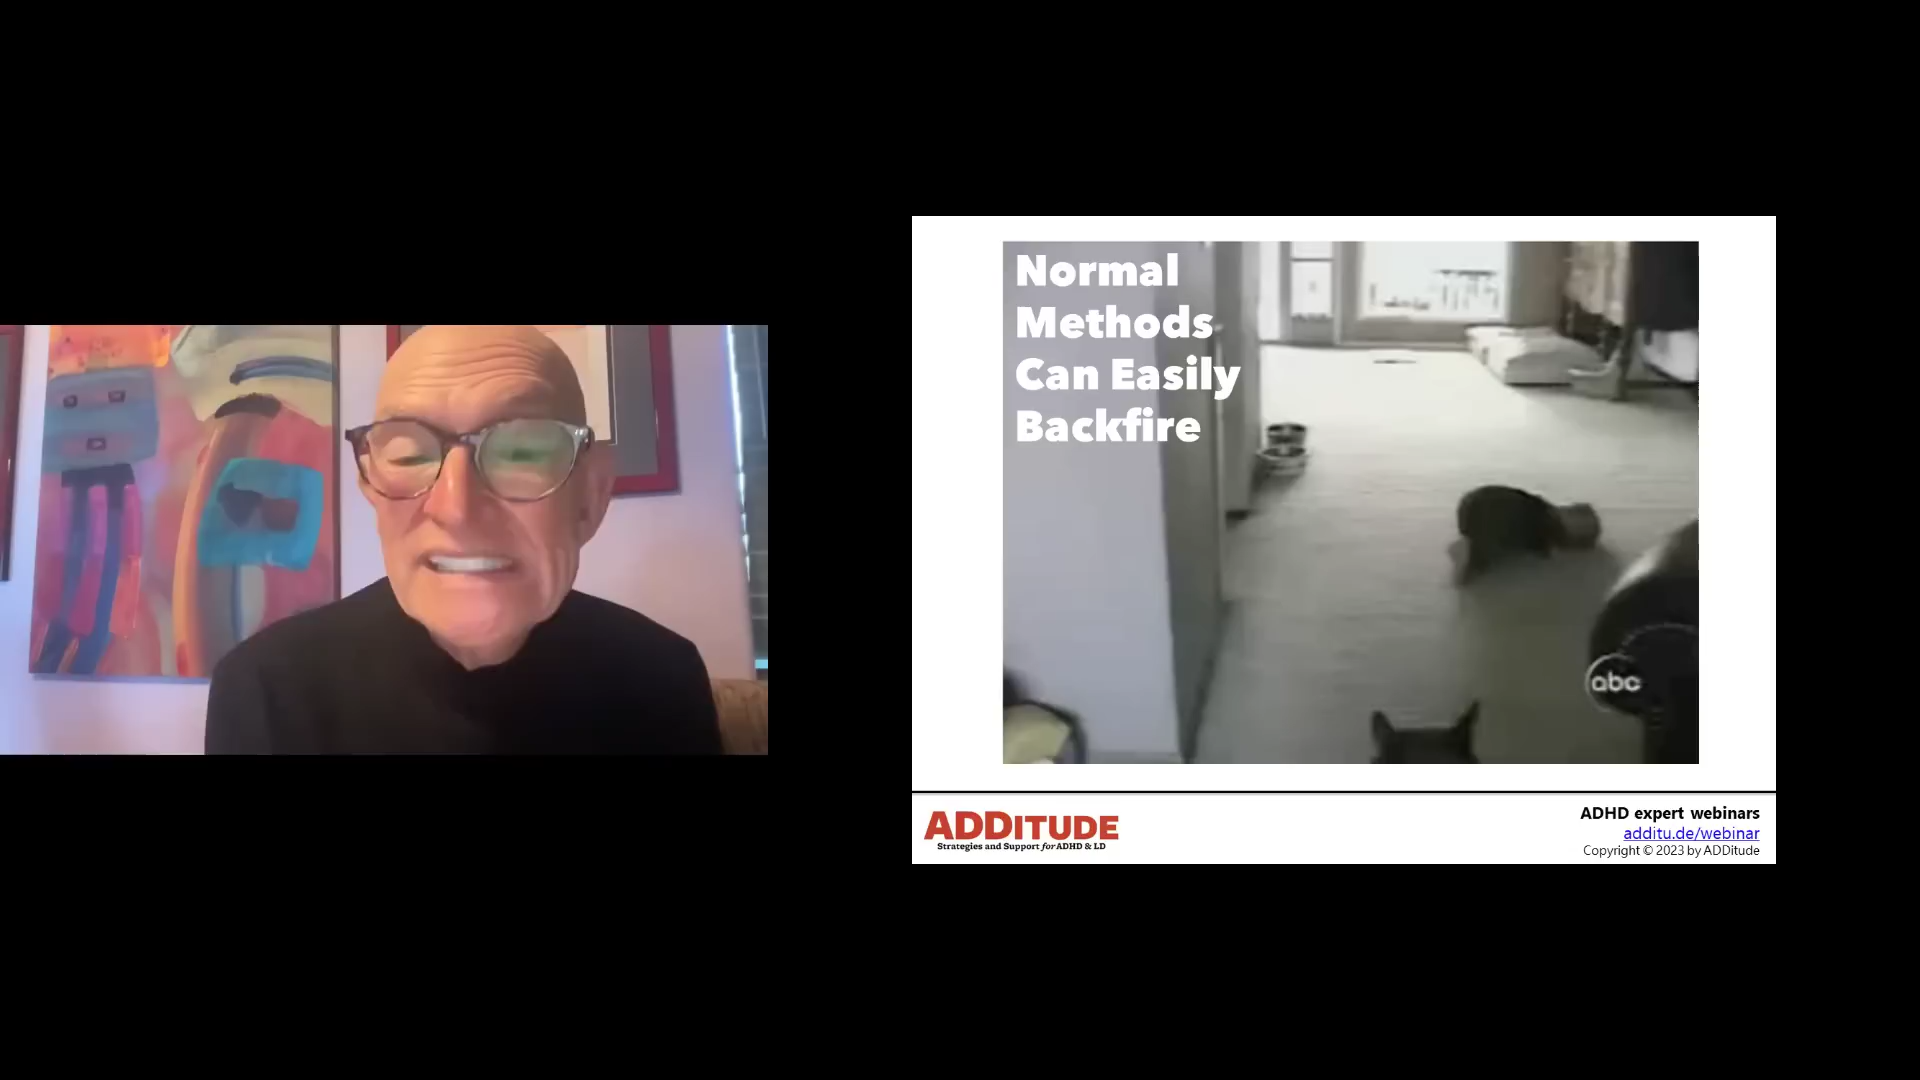 Normal
Methods
Can Easily
Backfire
abc
ADDITUDE
Strategies and Support for ADHD & LD
ADHD expert webinars
additu.de/webinar
Copyright © 2023 by ADDitude